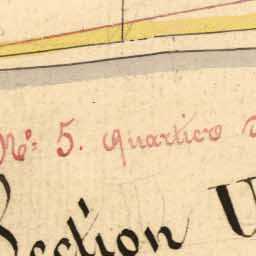 No: 5. quartier
Section U